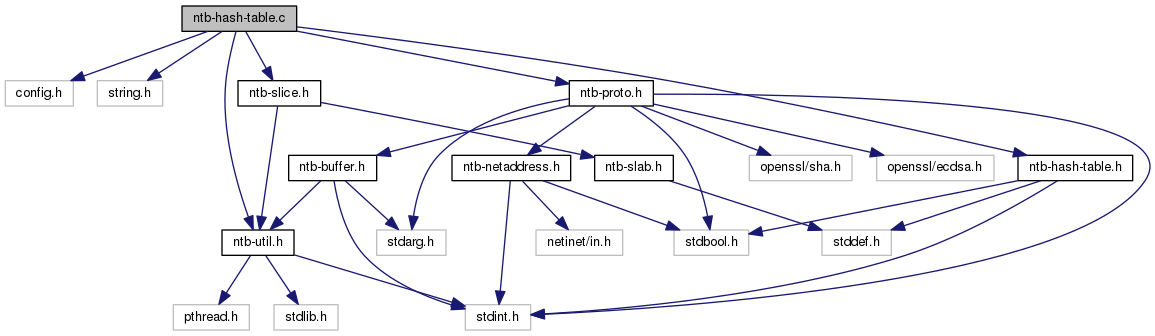 ntb-hash-table.c
config.h
string.h
ntb-slice.h
ntb-proto.h
ntb-buffer.h
ntb-netaddress.h
ntb-slab.h
openssl/sha.h
openssl/ecdsa.h
ntb-hash-table.h
ntb-util.h
stdarg.h
netinet/in.h
stdbool.h
stddef.h
pthread.h
stdlib.h
stdint.h